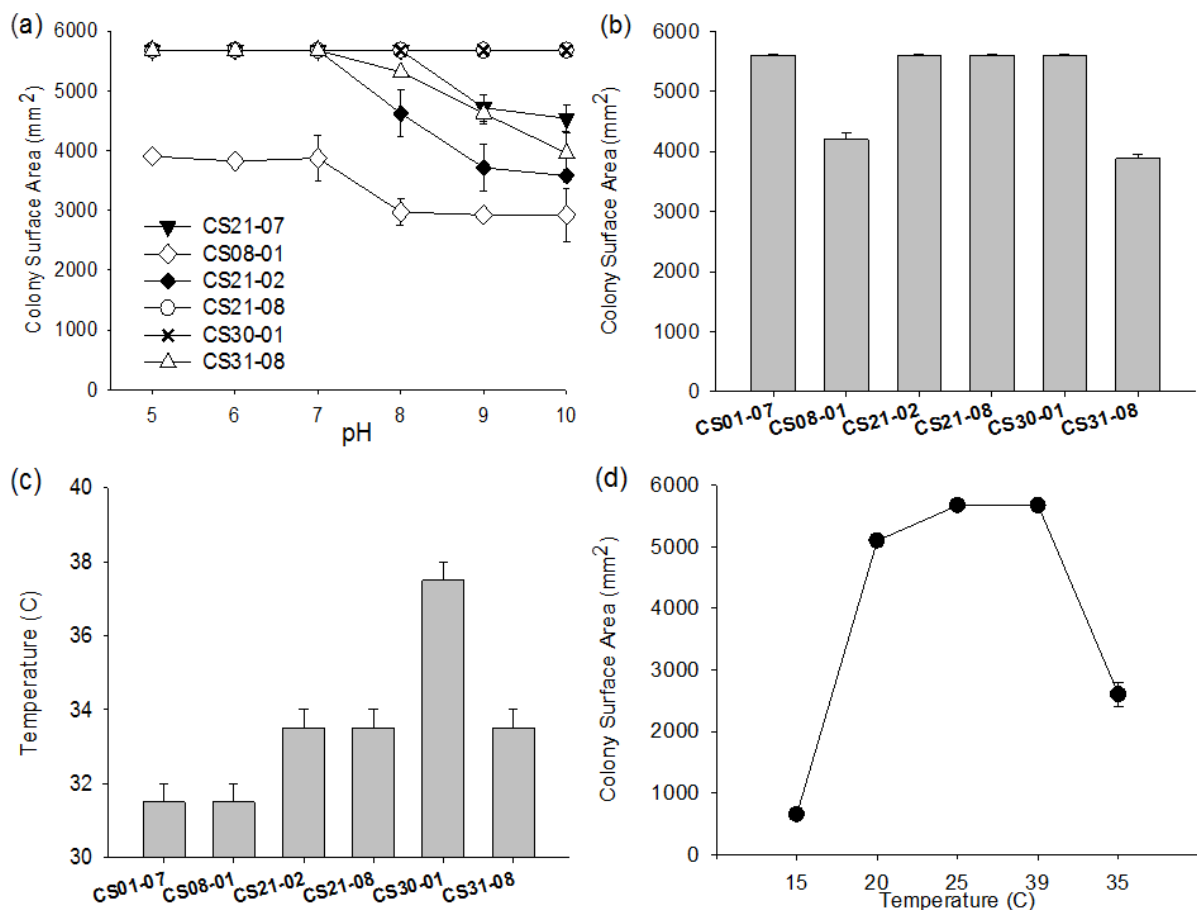 (a)
6000
5000
4000
3000
2000
1000
0
Colony Surface Area (mm2)
CS21-07
CS08-01
CS21-02
CS21-08
CS30-01
CS31-08
5 6 7 8 9 10
pH
(b)
6000
5000
4000
3000
2000
1000
0
Colony Surface Area (mm2)
CS01-07 CS08-01 CS21-02 CS21-08 CS30-01 CS31-08
(c)
40
38
36
34
32
30
Temperature (C)
CS01-07 CS08-01 CS21-02 CS21-08 CS30-01 CS31-08
(d)
6000
5000
4000
3000
2000
1000
0
Colony Surface Area (mm2)
15 20 25 39 35
Temperature (C)